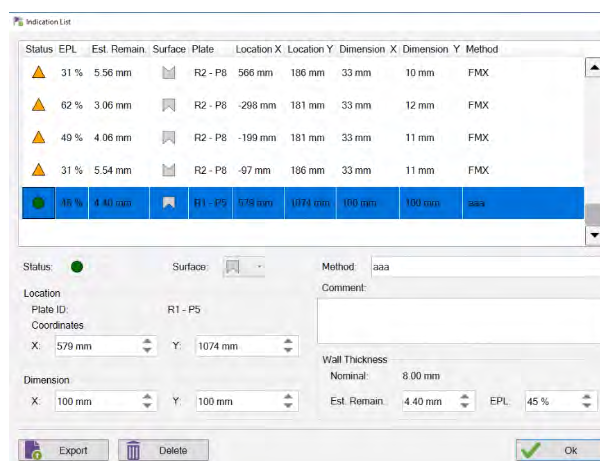 Indication List
Status EPL Est. Remain. Surface Plate Location X Location Y Dimension X Dimension Y Method
31 % 5.56 mm R2 - P8 566 mm 186 mm 33 mm 10 mm FMX
62 % 3.06 mm R2 - P8 -298 mm 181 mm 33 mm 12 mm FMX
49 % 4.06 mm R2 - P8 -199 mm 181 mm 33 mm 11 mm FMX
31 % 5.54 mm R2 - P8 -97 mm 186 mm 33 mm 11 mm FMX
4.40 mm R1 - P5 1074 mm 100 mm 100 mm aaa
Status: Surface: Method: aaa
Location Comment:
Plate ID: R1 - P5
Coordinates
X: 579 mm Y: 1074 mm
Wall Thickness
Dimension Nominal: 8.00 mm
X: 100 mm Y: 100 mm Est. Remain. 4.40 mm EPL: 45 %
Export Delete Ok